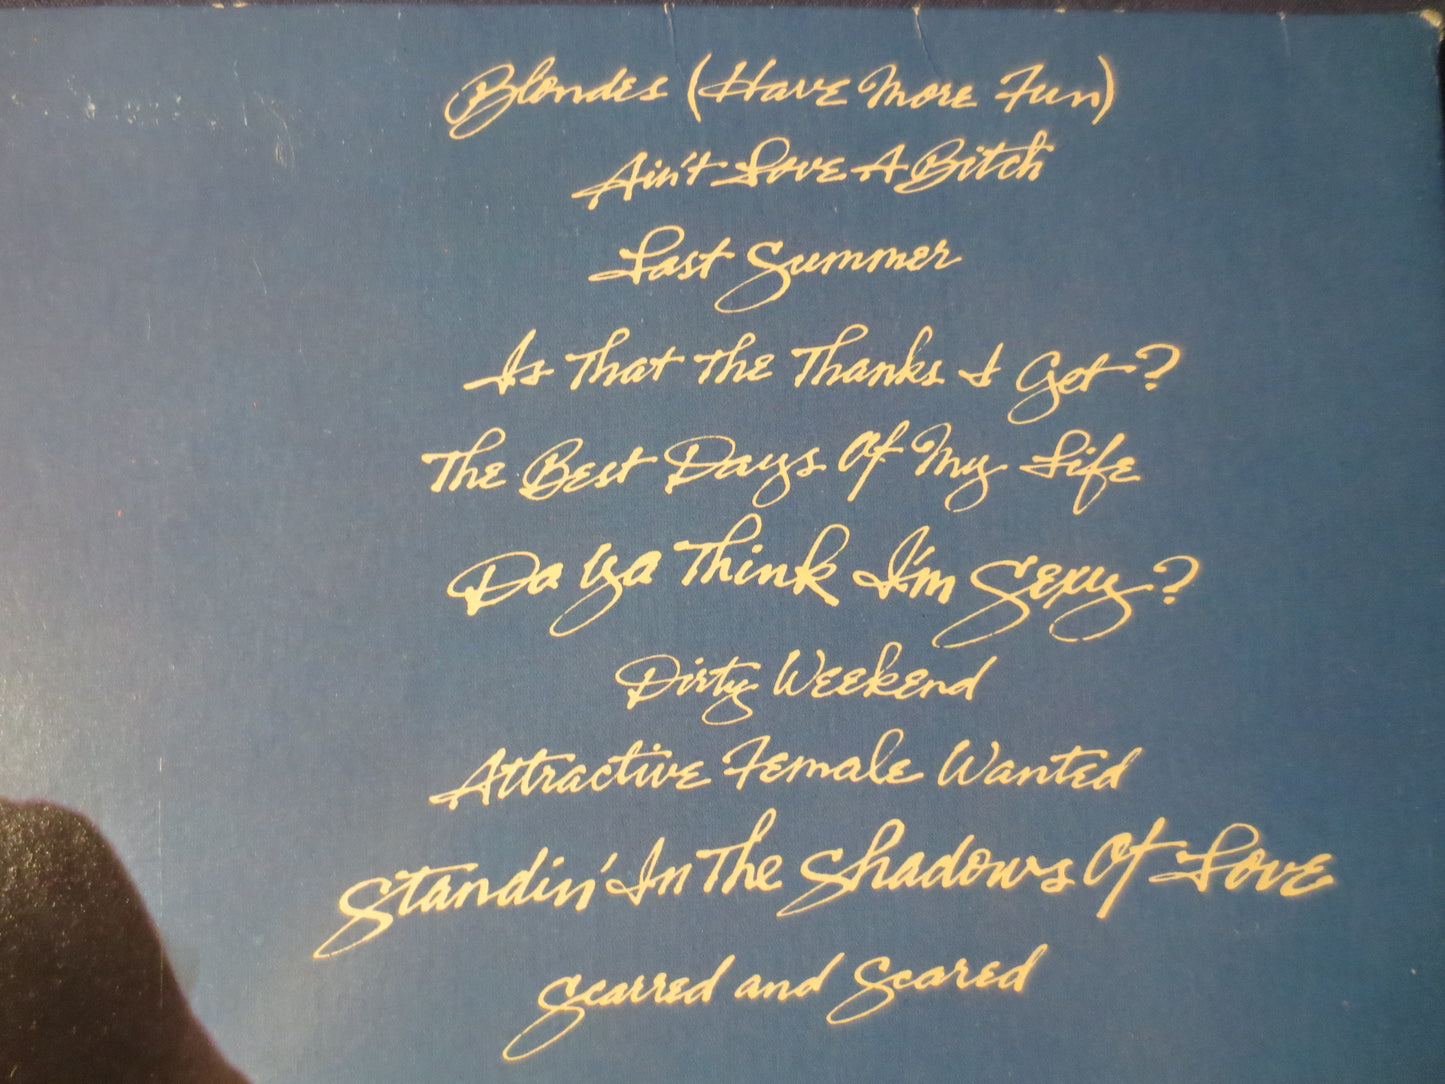 Blondes (Have More Fun)
Ain't Love A Bitch
Last Summer
Is That The Thanks I Get?
The Best Days Of My Life
Da Ya Think I'm Sexy?
Dirty Weekend
Attractive Female Wanted
Standin' In The Shadows Of Love
Scarred and Scared